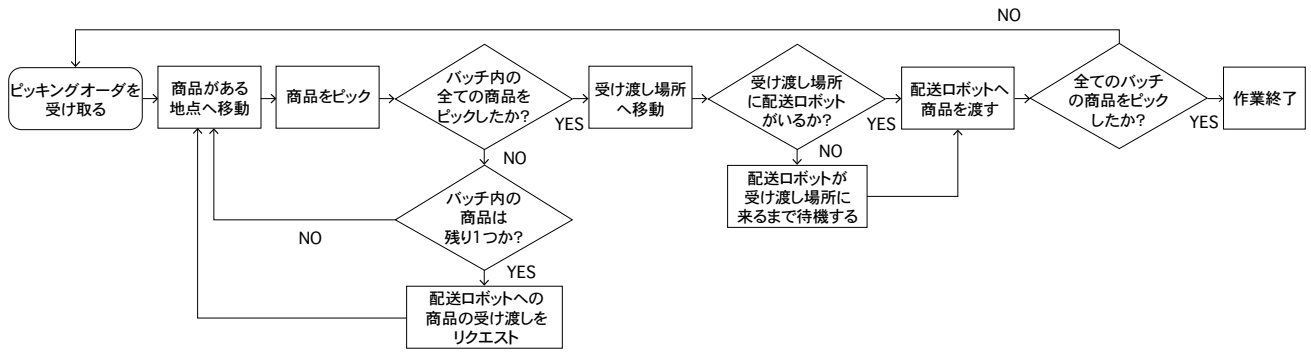 NO
ピッキングオーダを
受け取る
商品がある
地点へ移動
商品をピック
バッチ内の
全ての商品を
ピックしたか?
YES
NO
受け渡し場所
へ移動
受け渡し場所
に配送ロボット
がいるか?
YES
NO
配送ロボットへ
商品を渡す
全てのバッチ
の商品をピック
したか?
YES
作業終了
配送ロボットが
受け渡し場所に
来るまで待機する
バッチ内の
商品は
残り1つか?
NO
YES
配送ロボットへの
商品の受け渡しを
リクエスト